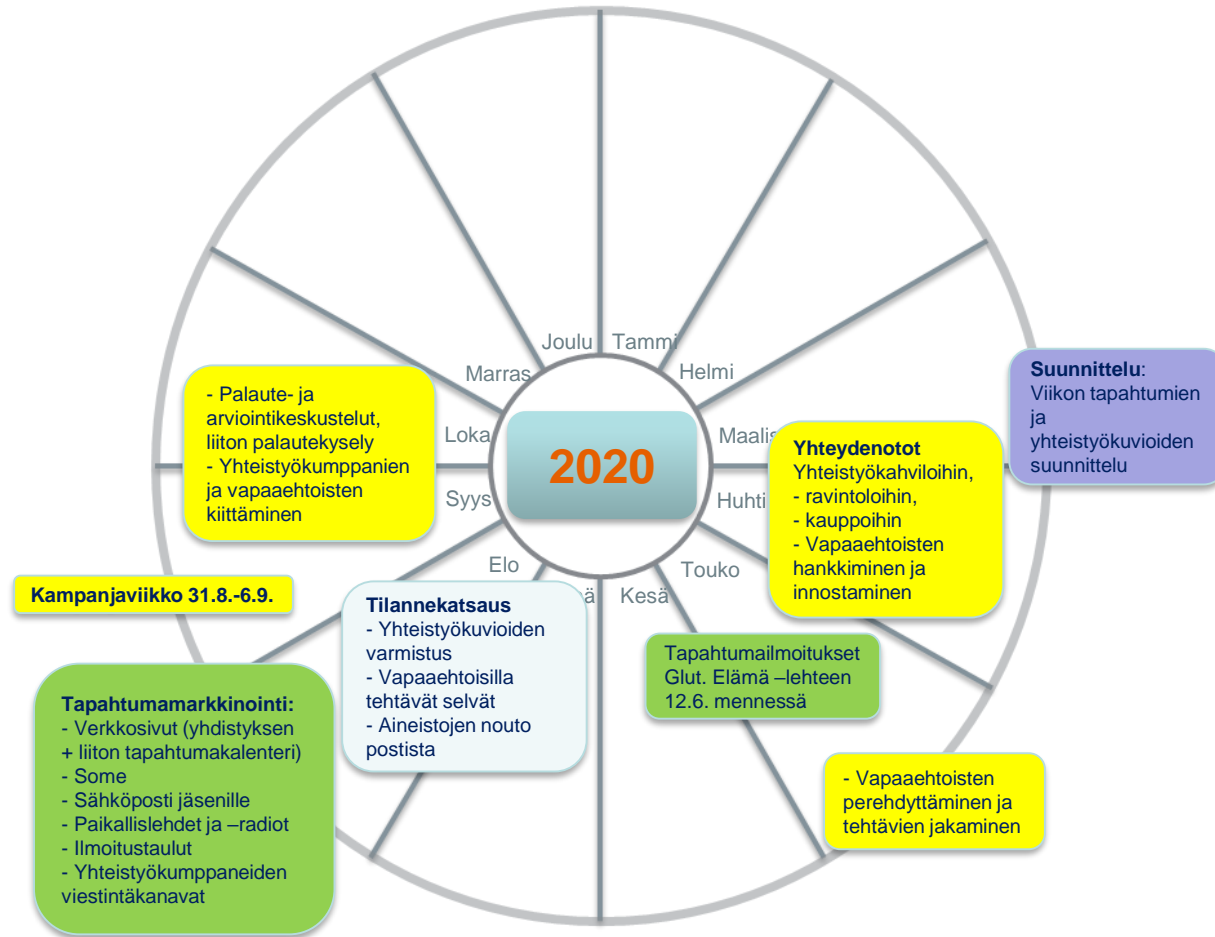 Joulu
Tammi
Marras
Helmi
Loka
Maalis
2020
Syys
Huhti
Elo
Touko
Kesä
Suunnittelu:
Viikon tapahtumien
ja
yhteistyökuvioiden
suunnittelu
- Palaute- ja
arviointikeskustelut,
liiton palautekysely
- Yhteistyökumppanien
ja vapaaehtoisten
kiittäminen
Yhteydenotot
Yhteistyökahviloihin,
- ravintoloihin,
- kauppoihin
- Vapaaehtoisten
hankkiminen ja
innostaminen
Kampanjaviikko 31.8.-6.9.
Tilannekatsaus
- Yhteistyökuvioiden
varmistus
- Vapaaehtoisilla
tehtävät selvät
- Aineistojen nouto
postista
Tapahtumailmoitukset
Glut. Elämä –lehteen
12.6. mennessä
Tapahtumamarkkinointi:
- Verkkosivut (yhdistyksen
+ liiton tapahtumakalenteri)
- Some
- Sähköposti jäsenille
- Paikallislehdet ja –radiot
- Ilmoitustaulut
- Yhteistyökumppaneiden
viestintäkanavat
- Vapaaehtoisten
perehdyttäminen ja
tehtävien jakaminen